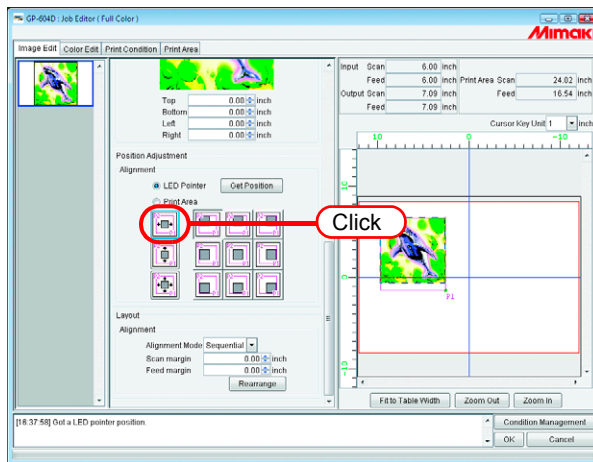 GP-604D : Job Editor ( Full Color )
Mimaki
Image Edit Color Edit Print Condition Print Area
Top 0.00 inch
Bottom 0.00 inch
Left 0.00 inch
Right 0.00 inch
Position Adjustment
Alignment
LED Pointer Get Position
Print Area
Click
Layout
Alignment
Alignment Mode Sequential
Scan margin 0.00 inch
Feed margin 0.00 inch
Rearrange
Input Scan 6.00 inch
Feed 6.00 inch Print Area Scan 24.02 inch
Output Scan 7.09 inch Feed 16.54 inch
Feed 7.09 inch
Cursor Key Unit 1 inch
10 0 -10
10
0
P1
-10
Fit to Table Width Zoom Out Zoom In
[16:37:58] Got a LED pointer position.
Condition Management
OK Cancel